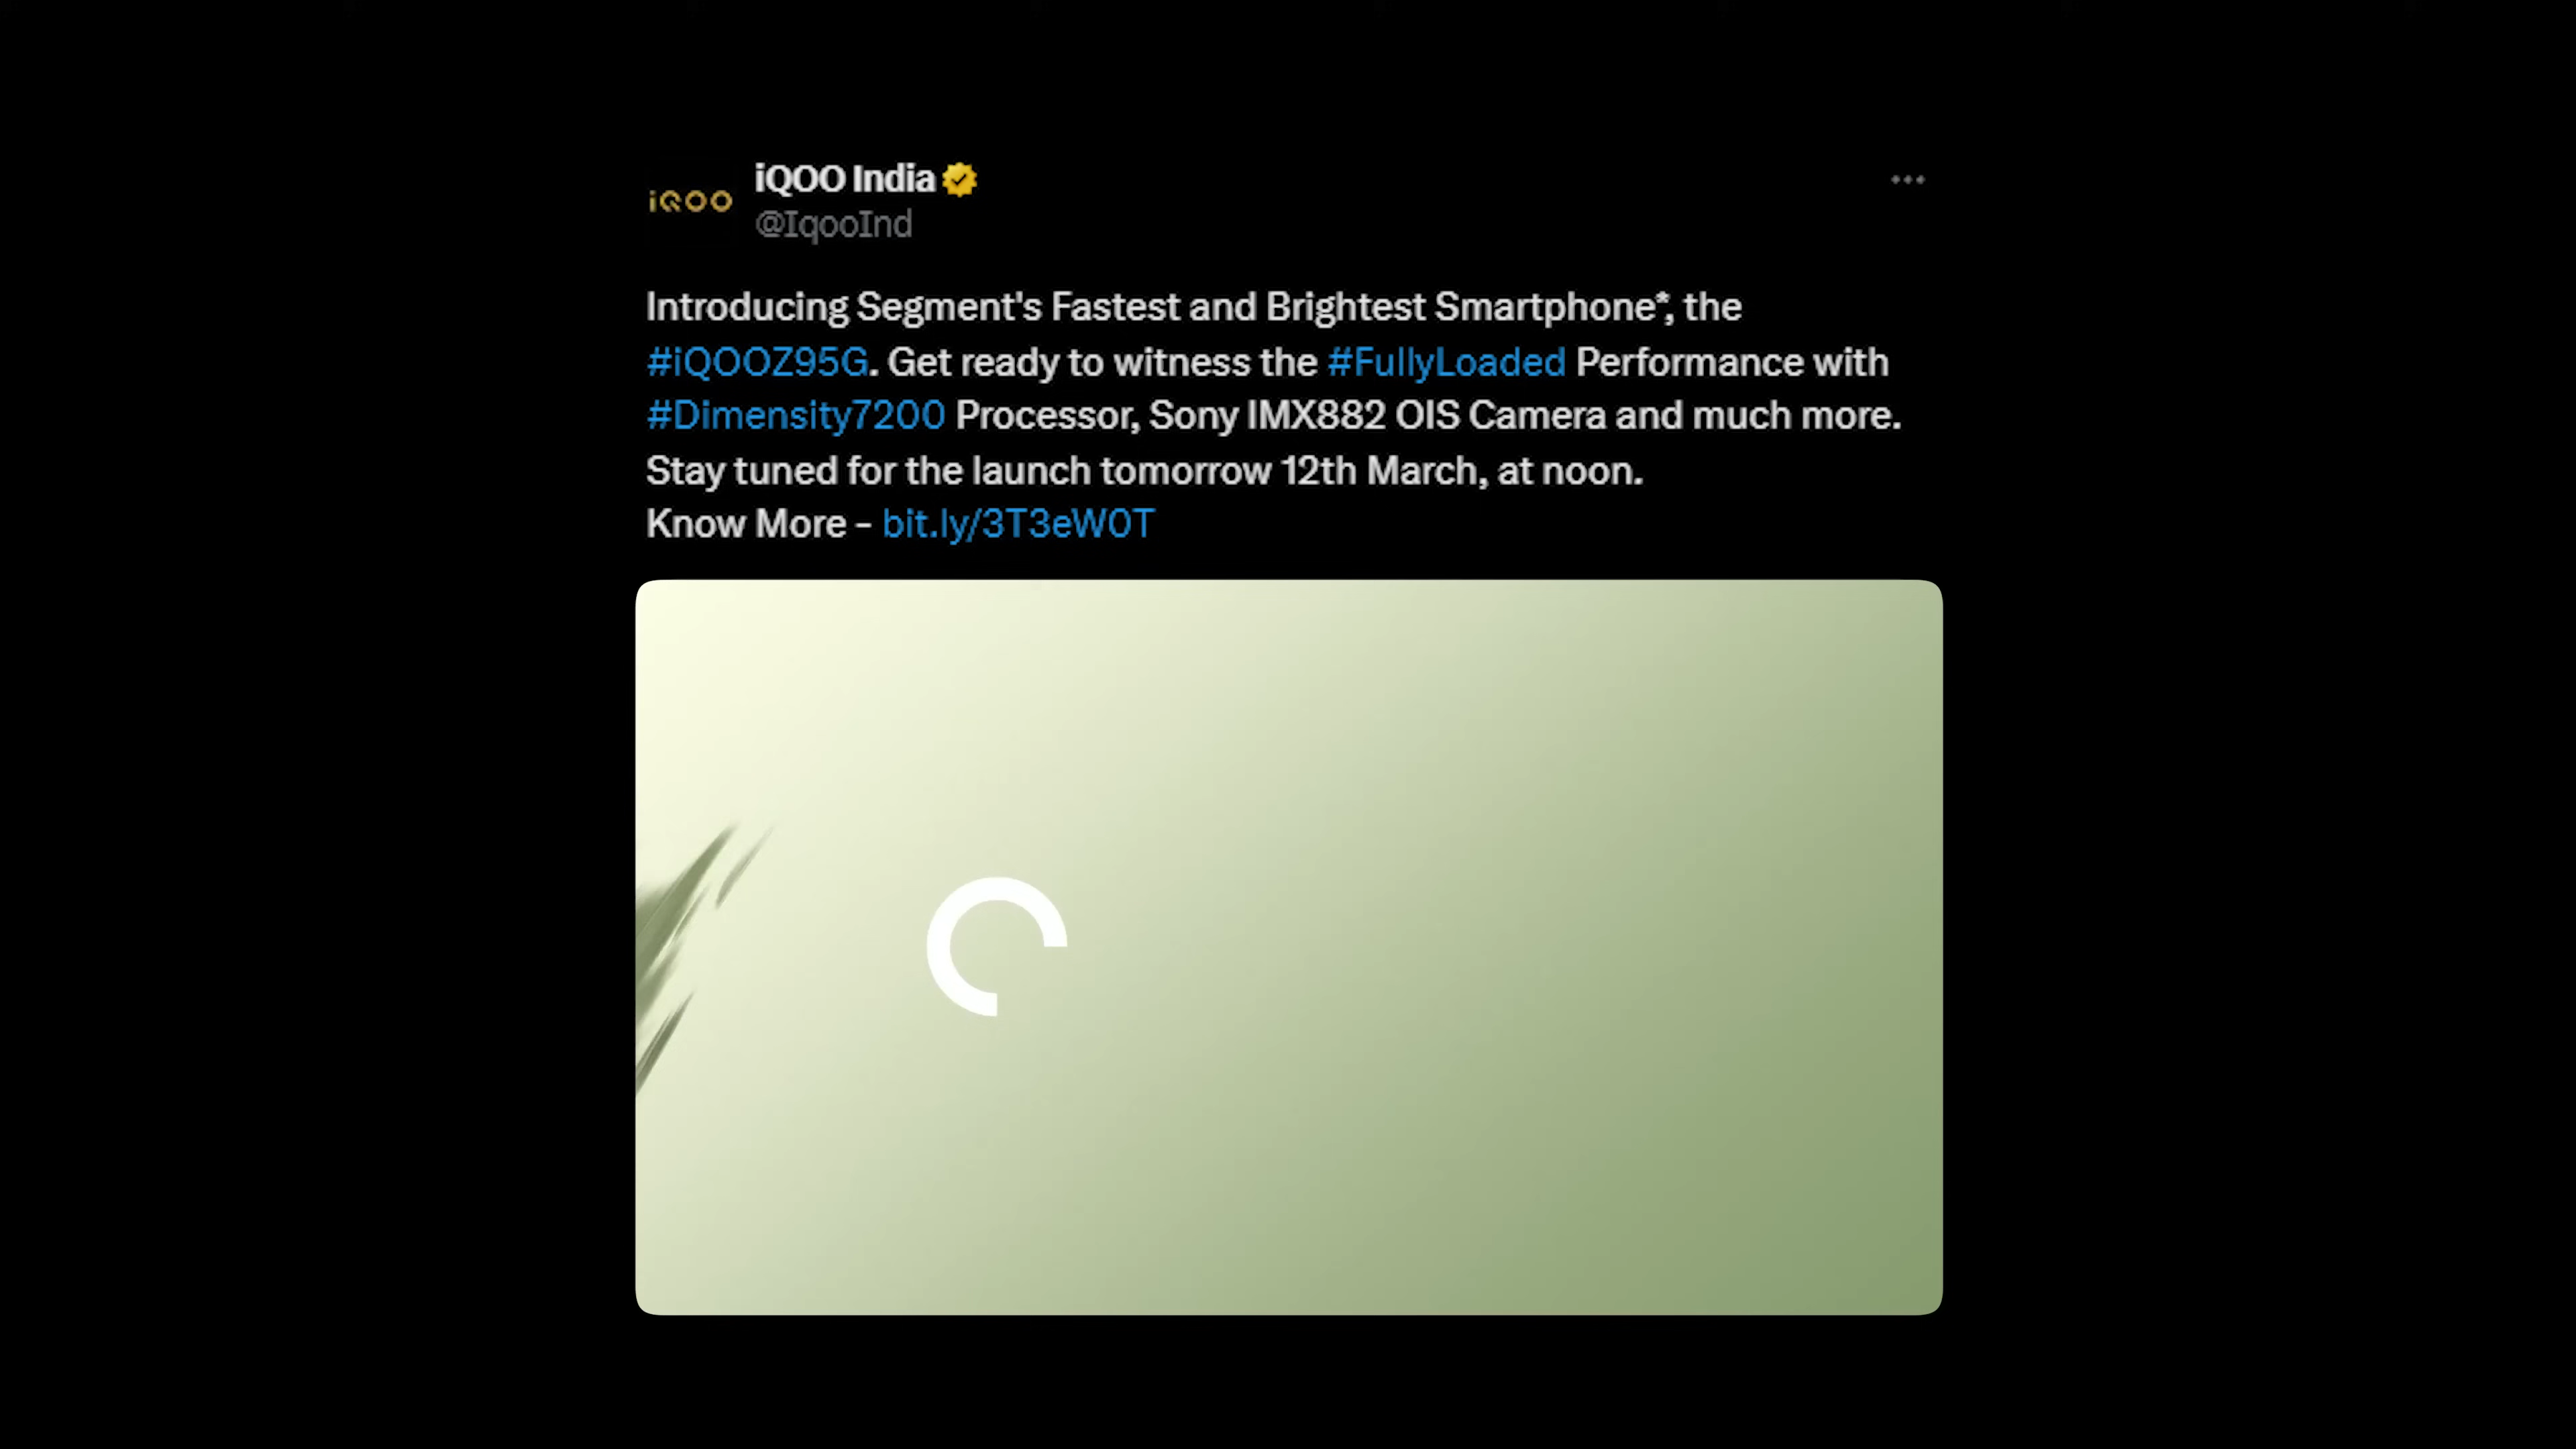 iQOO
iQOO India
@IqooInd
Introducing Segment's Fastest and Brightest Smartphone*, the
#iQOOZ95G. Get ready to witness the #FullyLoaded Performance with
#Dimensity7200 Processor, Sony IMX882 OIS Camera and much more.
Stay tuned for the launch tomorrow 12th March, at noon.
Know More - bit.ly/3T3eW0T